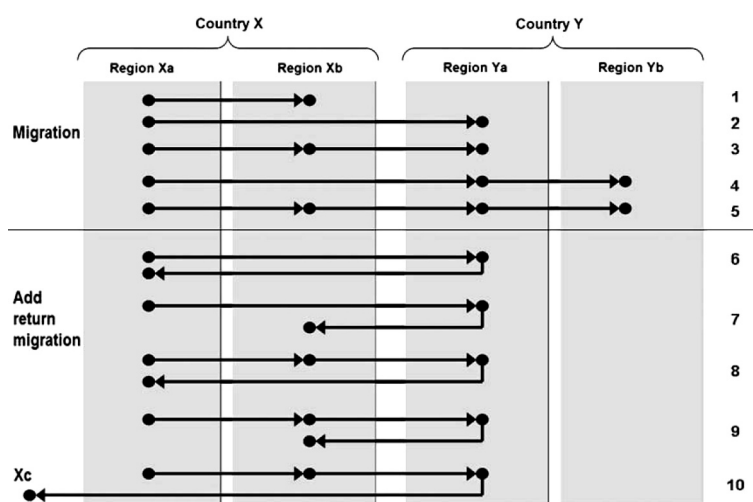 Country X Country Y
Region Xa Region Xb Region Ya Region Yb
1
Migration
2
3
4
5
6
Add
return
migration
7
8
9
Xc
10